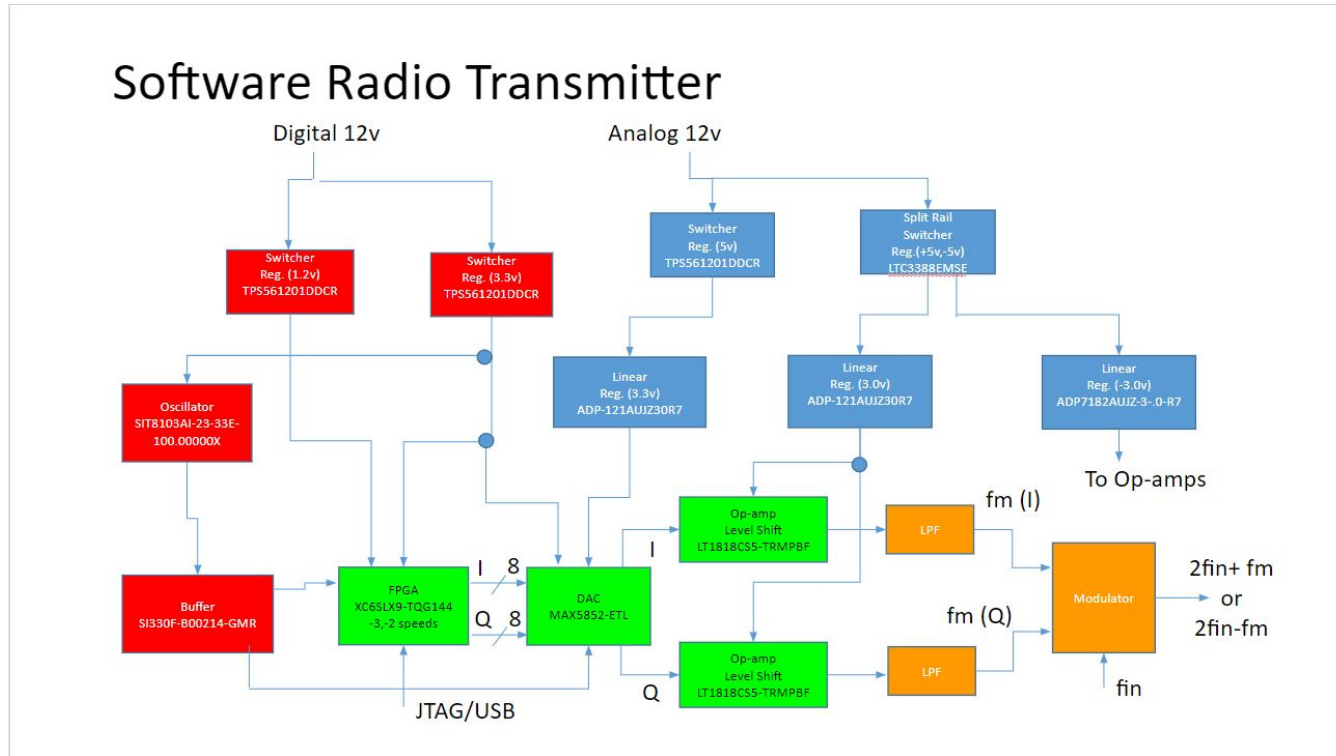 Software Radio Transmitter
Digital 12v
Analog 12v
Switcher
Reg. (1.2v)
TPS561201DDCR
Switcher
Reg. (3.3v)
TPS561201DDCR
Switcher
Reg. (5v)
TPS561201DDCR
Split Rail
Switcher
Reg.(+5v,-5v)
LTC3388EMSE
Oscillator
SIT8103AI-23-33E-
100.00000X
Linear
Reg. (3.3v)
ADP-121AUJZ30R7
Linear
Reg. (3.0v)
ADP-121AUJZ30R7
Linear
Reg. (-3.0v)
ADP7182AUJZ-3-.0-R7
To Op-amps
Buffer
SI330F-B00214-GMR
FPGA
XC6SLX9-TQG144
-3,-2 speeds
I
8
Q
8
DAC
MAX5852-ETL
I
Q
Op-amp
Level Shift
LT1818CS5-TRMPBF
LPF
fm (I)
Op-amp
Level Shift
LT1818CS5-TRMPBF
LPF
fm (Q)
Modulator
2fin+ fm
or
2fin-fm
fin
JTAG/USB